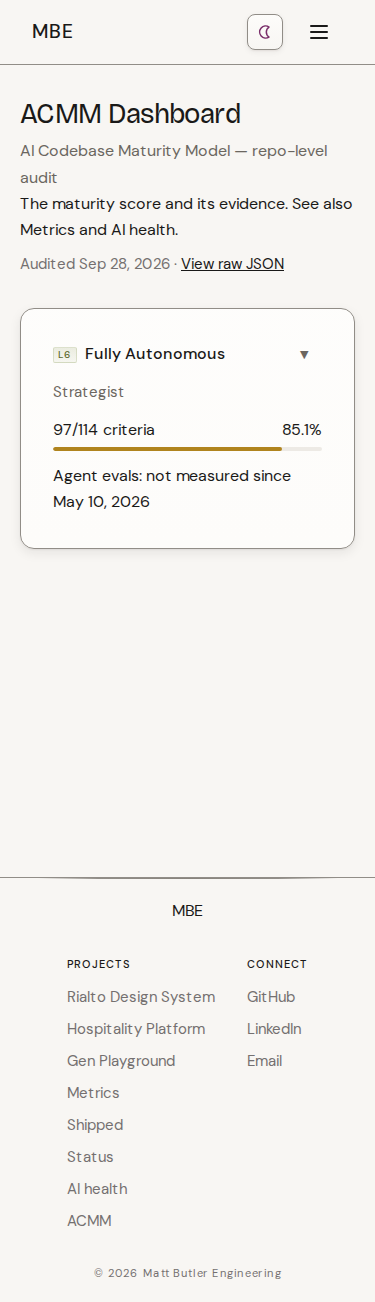 MBE
ACMM Dashboard
AI Codebase Maturity Model — repo-level
audit
The maturity score and its evidence. See also
Metrics and AI health.
Audited Sep 28, 2026 · View raw JSON
L6 Fully Autonomous ▼
Strategist
97/114 criteria 85.1%
Agent evals: not measured since
May 10, 2026
MBE
PROJECTS
Rialto Design System
Hospitality Platform
Gen Playground
Metrics
Shipped
Status
AI health
ACMM
CONNECT
GitHub
LinkedIn
Email
© 2026 Matt Butler Engineering